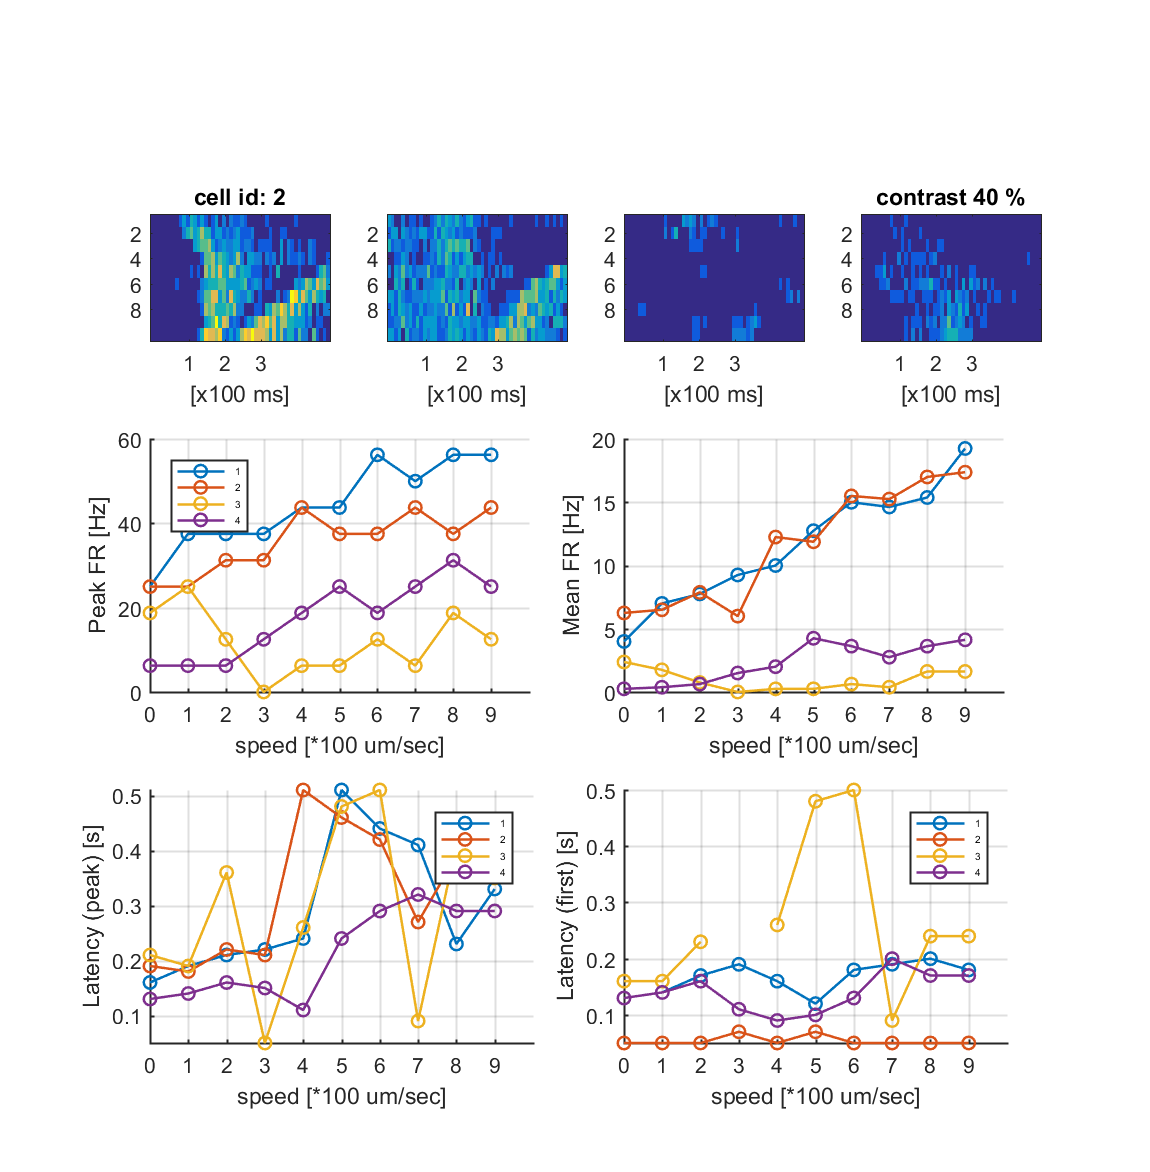 cell id: 2
contrast 40 %
2
4
6
8
1 2 3
[x100 ms]
2
4
6
8
1 2 3
[x100 ms]
2
4
6
8
1 2 3
[x100 ms]
2
4
6
8
1 2 3
[x100 ms]
Peak FR [Hz]
60
40
20
0
1
2
3
4
0 1 2 3 4 5 6 7 8 9
speed [*100 um/sec]
Mean FR [Hz]
20
15
10
5
0
0 1 2 3 4 5 6 7 8 9
speed [*100 um/sec]
Latency (peak) [s]
0.5
0.4
0.3
0.2
0.1
1
2
3
4
0 1 2 3 4 5 6 7 8 9
speed [*100 um/sec]
Latency (first) [s]
0.5
0.4
0.3
0.2
0.1
1
2
3
4
0 1 2 3 4 5 6 7 8 9
speed [*100 um/sec]